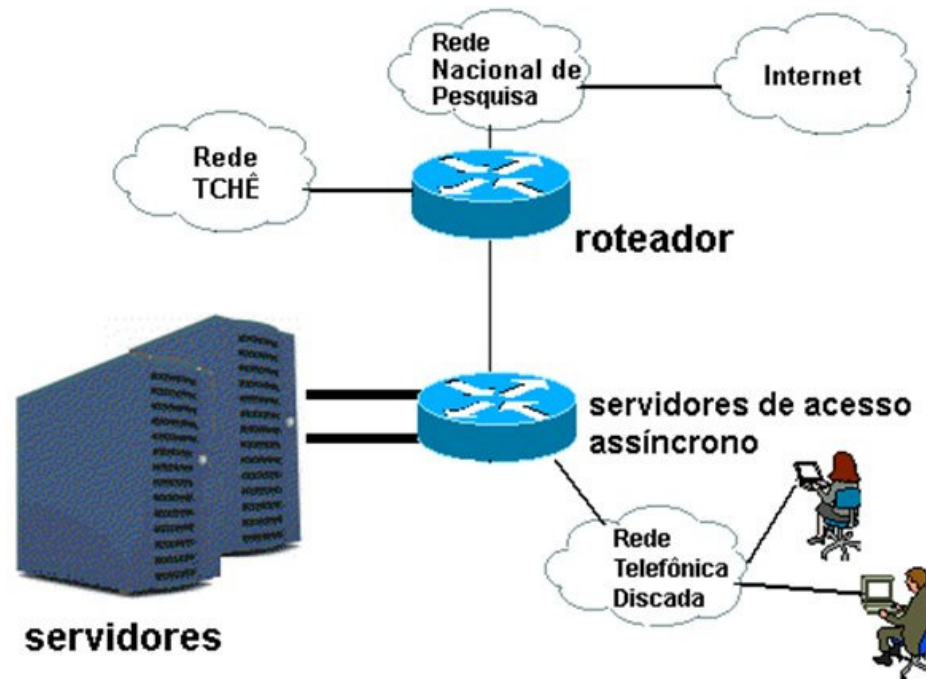 Rede
Nacional de
Pesquisa
Internet
Rede
TCHÊ
roteador
servidores de acesso
assíncrono
Rede
Telefônica
Discada
servidores